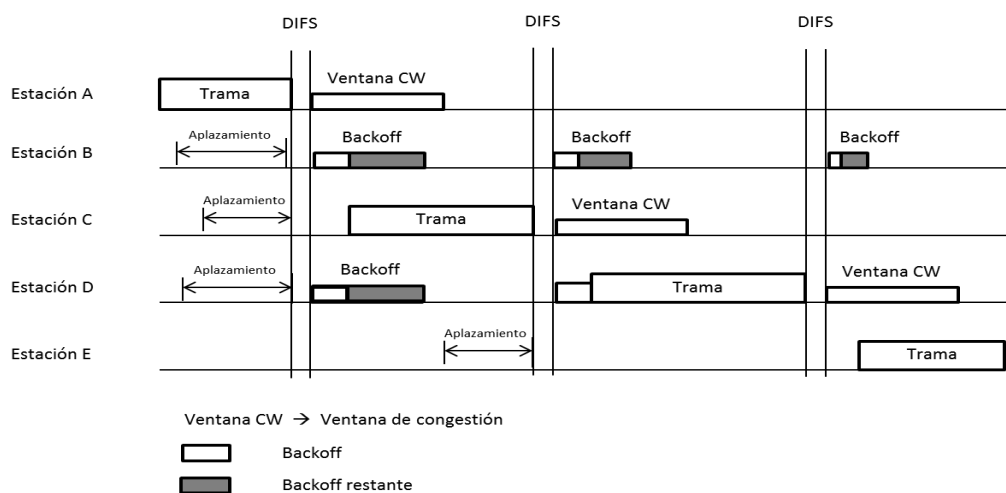 DIFS DIFS DIFS
Ventana CW
Estación A Trama
Aplazamiento Backoff Backoff Backoff
Estación B
Aplazamiento Ventana CW
Estación C Trama
Aplazamiento Backoff Ventana CW
Estación D Trama
Aplazamiento
Estación E Trama
Ventana CW → Ventana de congestión
Backoff
Backoff restante